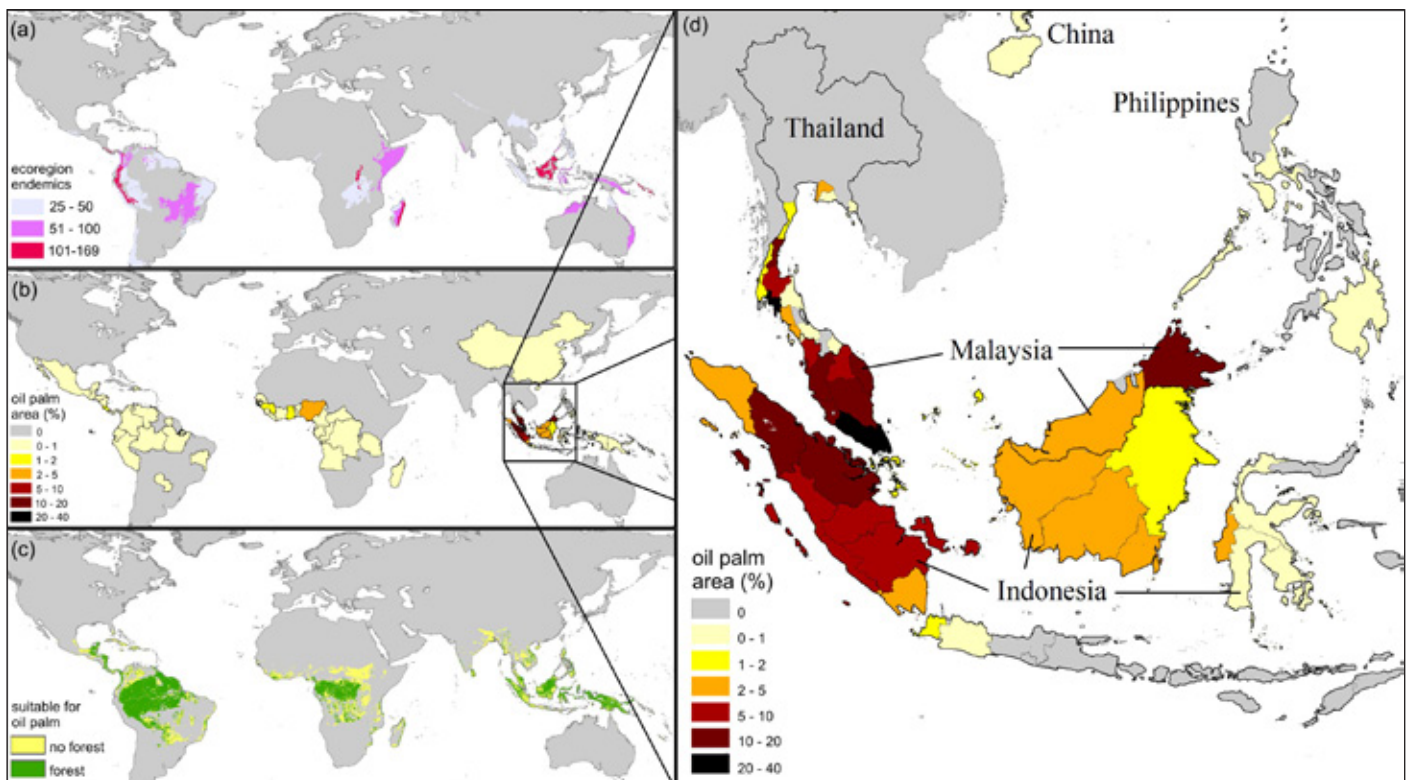 (a)
ecoregion
endemics
25 - 50
51 - 100
101-169
(b)
oil palm
area (%)
0
0 - 1
1 - 2
2 - 5
5 - 10
10 - 20
20 - 40
(c)
suitable for
oil palm
no forest
forest
(d)
China
Philippines
Thailand
Malaysia
Indonesia
oil palm
area (%)
0
0 - 1
1 - 2
2 - 5
5 - 10
10 - 20
20 - 40